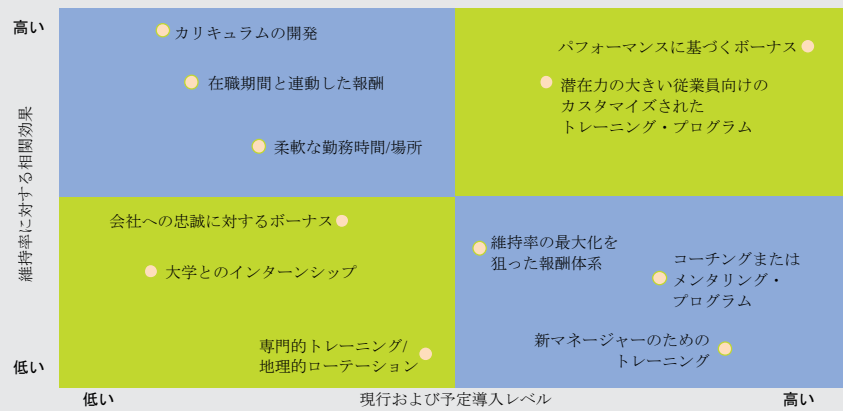 高い
カリキュラムの開発
在職期間と連動した報酬
柔軟な勤務時間/場所
パフォーマンスに基づくボーナス
潜在力の大きい従業員向けの
カスタマイズされた
トレーニング・プログラム
維持率に対する相関効果
会社への忠誠に対するボーナス
大学とのインターンシップ
専門的トレーニング/
地理的ローテーション
維持率の最大化を
狙った報酬体系
コーチングまたは
メンタリング・
プログラム
新マネージャーのための
トレーニング
低い
低い
現行および予定導入レベル
高い